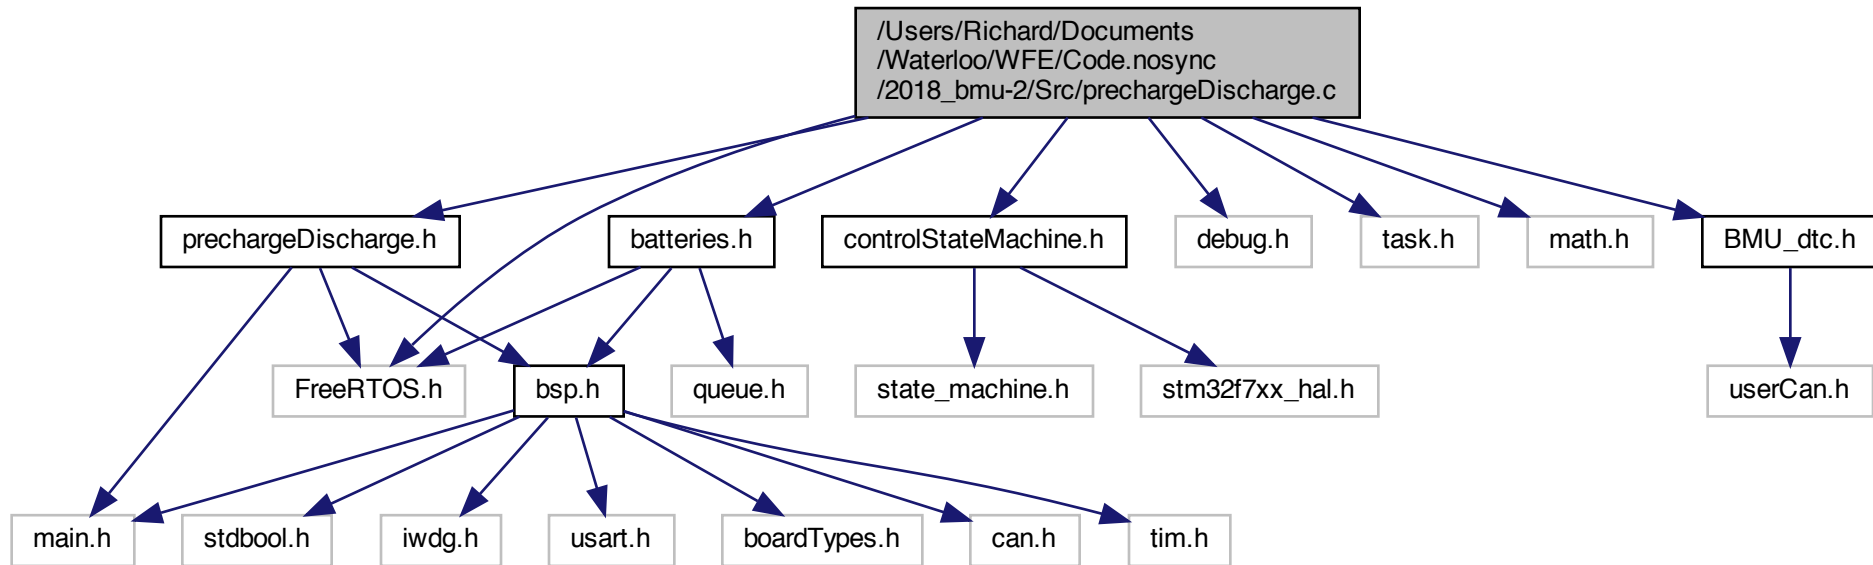 /Users/Richard/Documents
/Waterloo/WFE/Code.nosync
/2018_bmu-2/Src/prechargeDischarge.c
prechargeDischarge.h
batteries.h
controlStateMachine.h
debug.h
task.h
math.h
BMU_dtc.h
FreeRTOS.h
bsp.h
queue.h
state_machine.h
stm32f7xx_hal.h
userCan.h
main.h
stdbool.h
iwdg.h
usart.h
boardTypes.h
can.h
tim.h